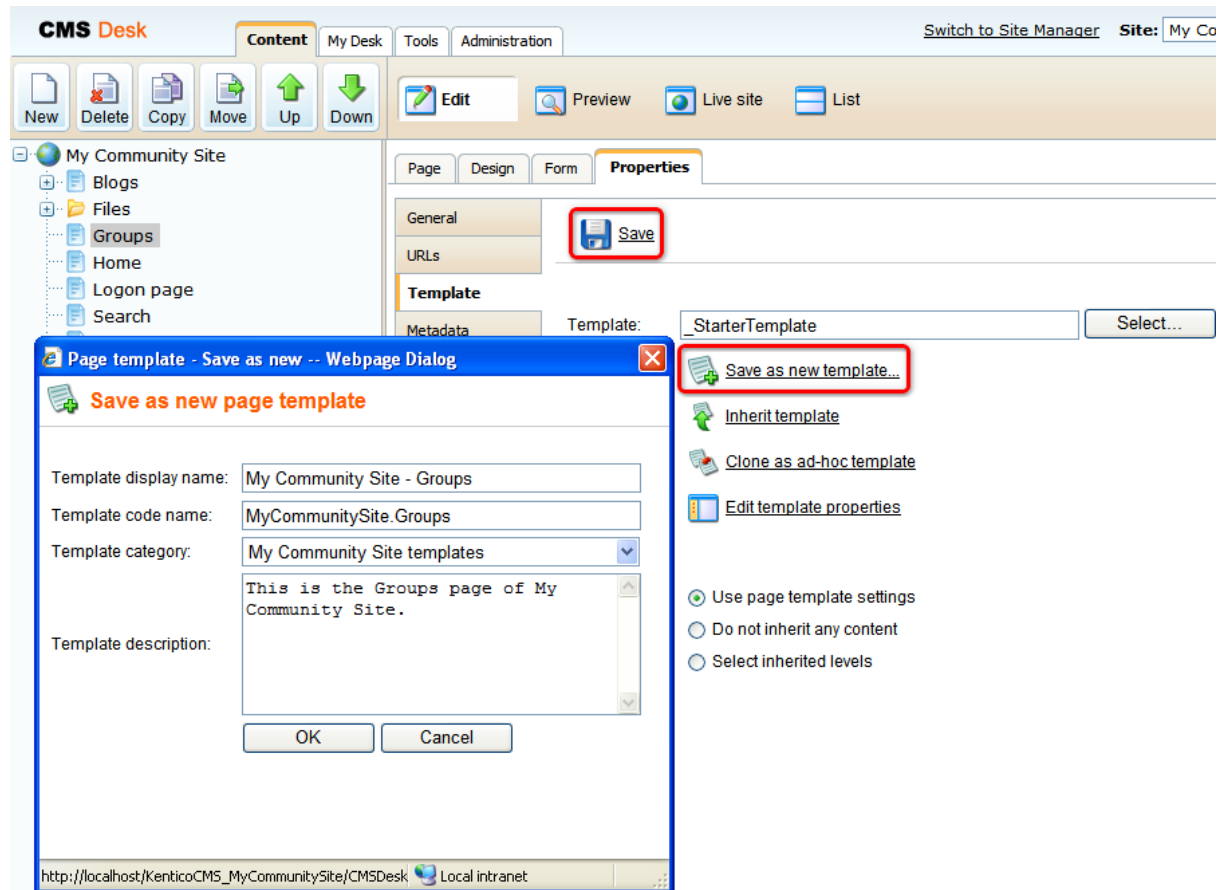 CMS Desk
Content
My Desk
Tools
Administration
Switch to Site Manager
Site: My Co
New
Delete
Copy
Move
Up
Down
Edit
Preview
Live site
List
My Community Site
Blogs
Files
Groups
Home
Logon page
Search
Page
Design
Form
Properties
General
URLs
Template
Metadata
Save
Template: _StarterTemplate
Select...
Save as new template...
Inherit template
Clone as ad-hoc template
Edit template properties
Use page template settings
Do not inherit any content
Select inherited levels
Page template - Save as new -- Webpage Dialog
Save as new page template
Template display name: My Community Site - Groups
Template code name: MyCommunitySite.Groups
Template category: My Community Site templates
Template description:
This is the Groups page of My
Community Site.
OK
Cancel
http://localhost/KenticoCMS_MyCommunitySite/CMSDesk
Local intranet